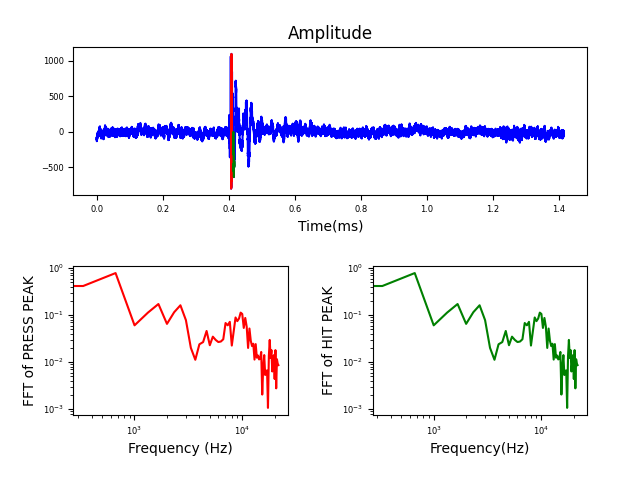 Amplitude
1000
500
0
−500
0.0 0.2 0.4 0.6 0.8 1.0 1.2 1.4
Time(ms)
FFT of PRESS PEAK
10⁰
10⁻¹
10⁻²
10⁻³
10³ 10⁴
Frequency (Hz)
FFT of HIT PEAK
10⁰
10⁻¹
10⁻²
10⁻³
10³ 10⁴
Frequency(Hz)